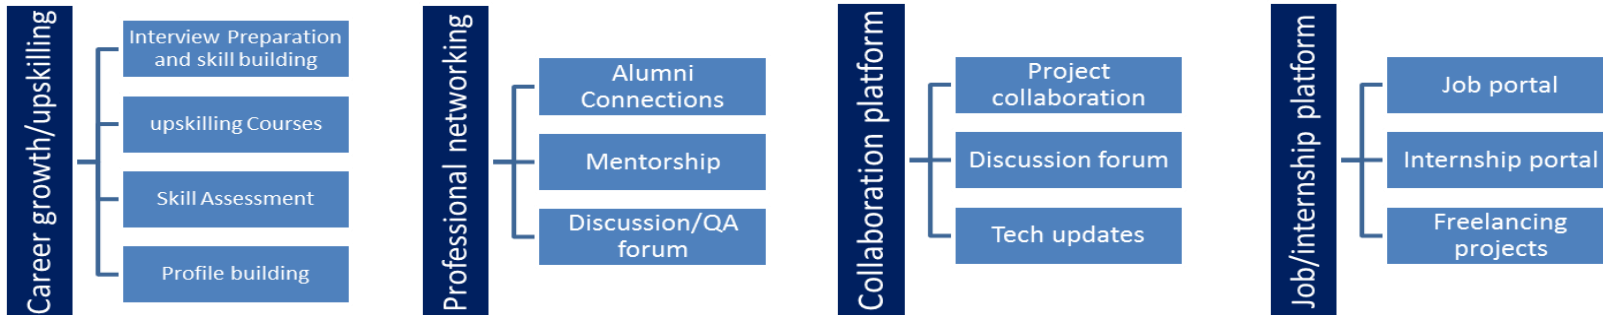 Career growth/upskilling
Interview Preparation
and skill building
upskilling Courses
Skill Assessment
Profile building
Professional networking
Alumni
Connections
Mentorship
Discussion/QA
forum
Collaboration platform
Project
collaboration
Discussion forum
Tech updates
Job/internship platform
Job portal
Internship portal
Freelancing
projects